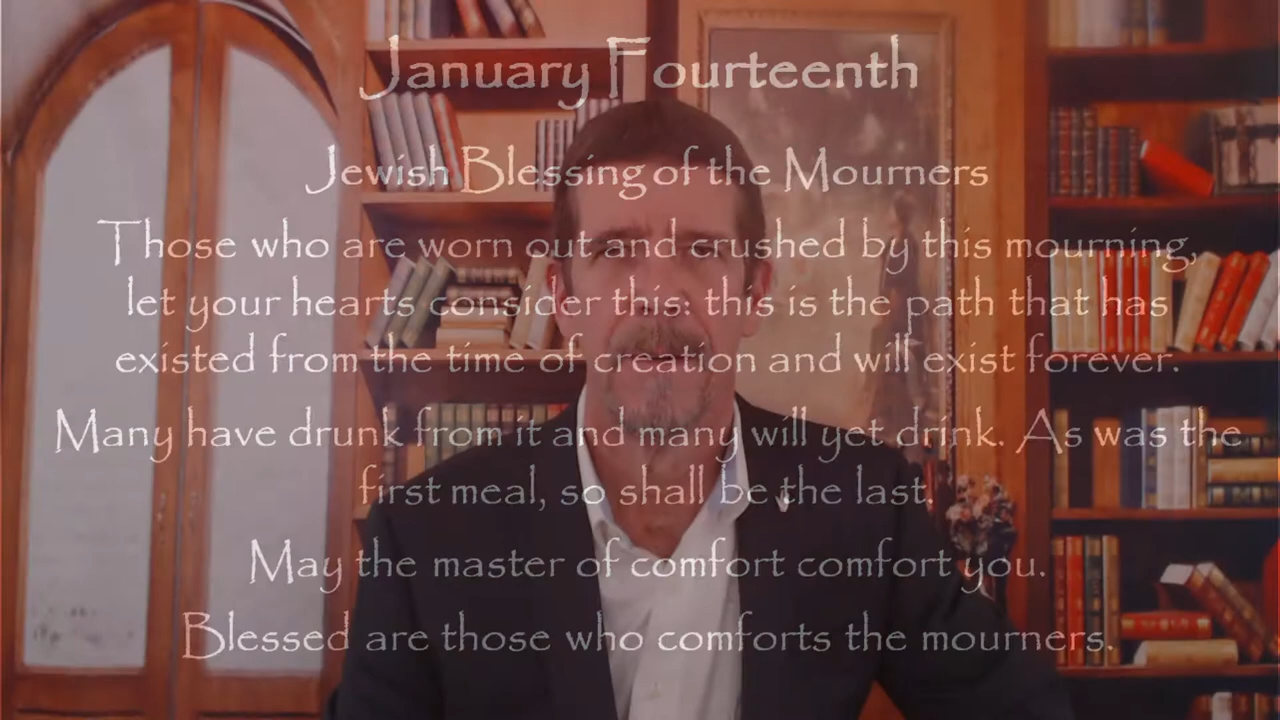 January Fourteenth
Jewish Blessing of the Mourners
Those who are worn out and crushed by this mourning,
let your hearts consider this: this is the path that has
existed from the time of creation and will exist forever.
Many have drunk from it and many will yet drink. As was the
first meal, so shall be the last.
May the master of comfort comfort you.
Blessed are those who comforts the mourners.